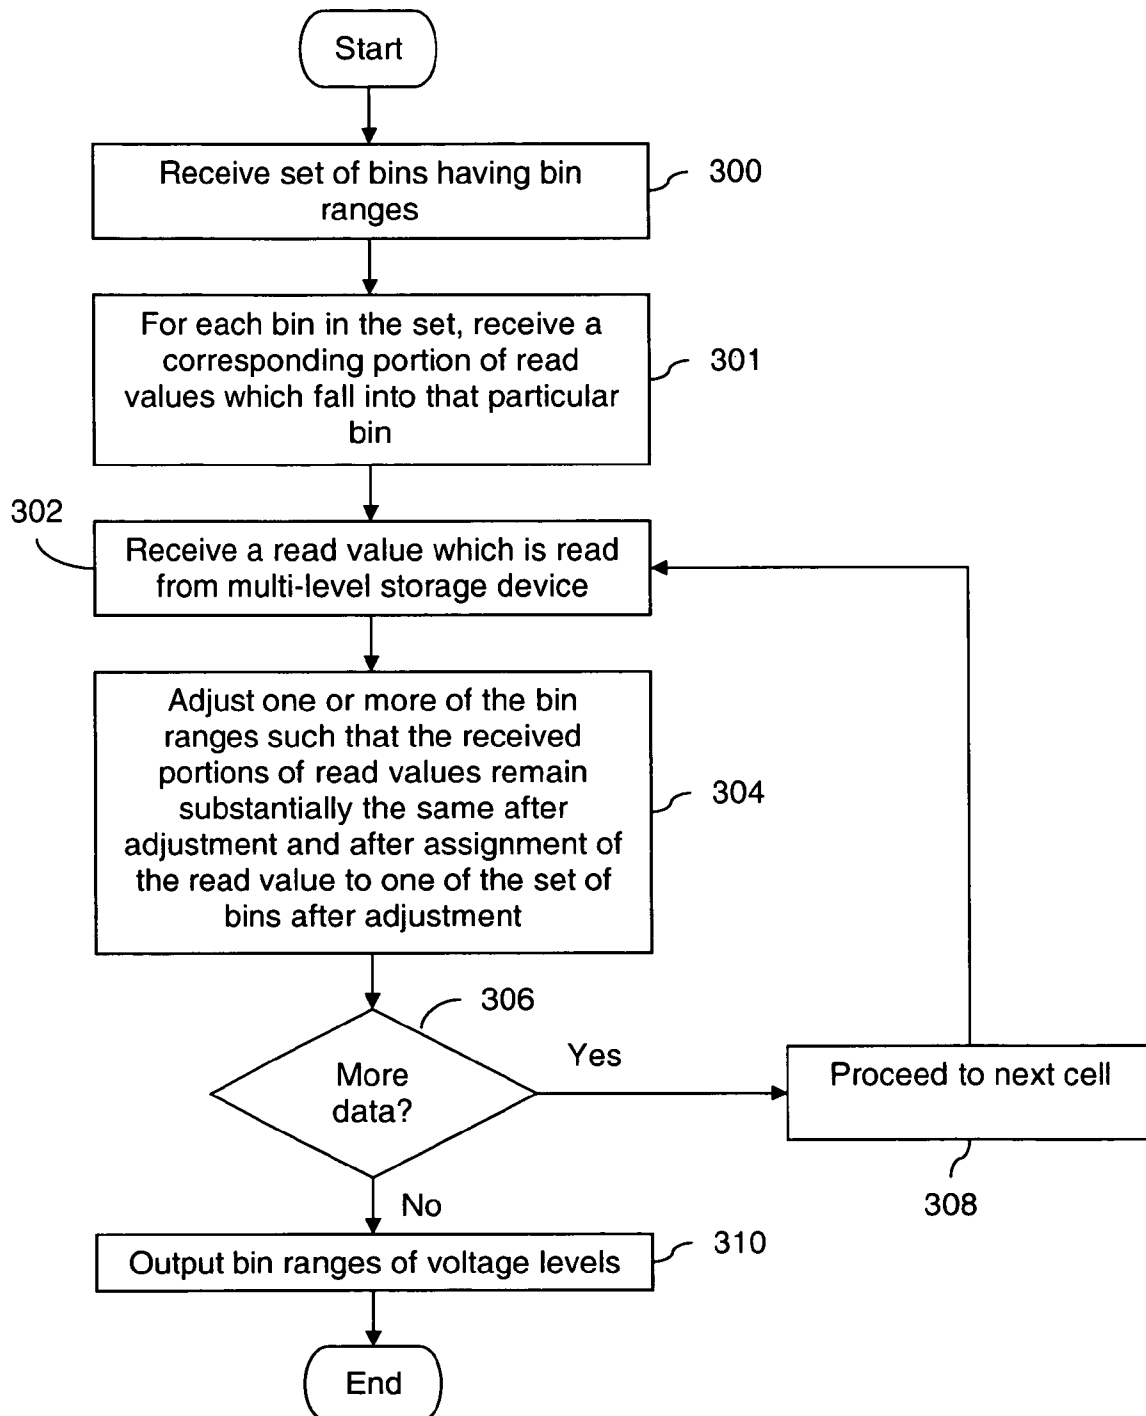 Start
Receive set of bins having bin
ranges
300
For each bin in the set, receive a
corresponding portion of read
values which fall into that particular
bin
301
302
Receive a read value which is read
from multi-level storage device
Adjust one or more of the bin
ranges such that the received
portions of read values remain
substantially the same after
adjustment and after assignment of
the read value to one of the set of
bins after adjustment
304
306
More
data?
Yes
Proceed to next cell
308
No
Output bin ranges of voltage levels
310
End